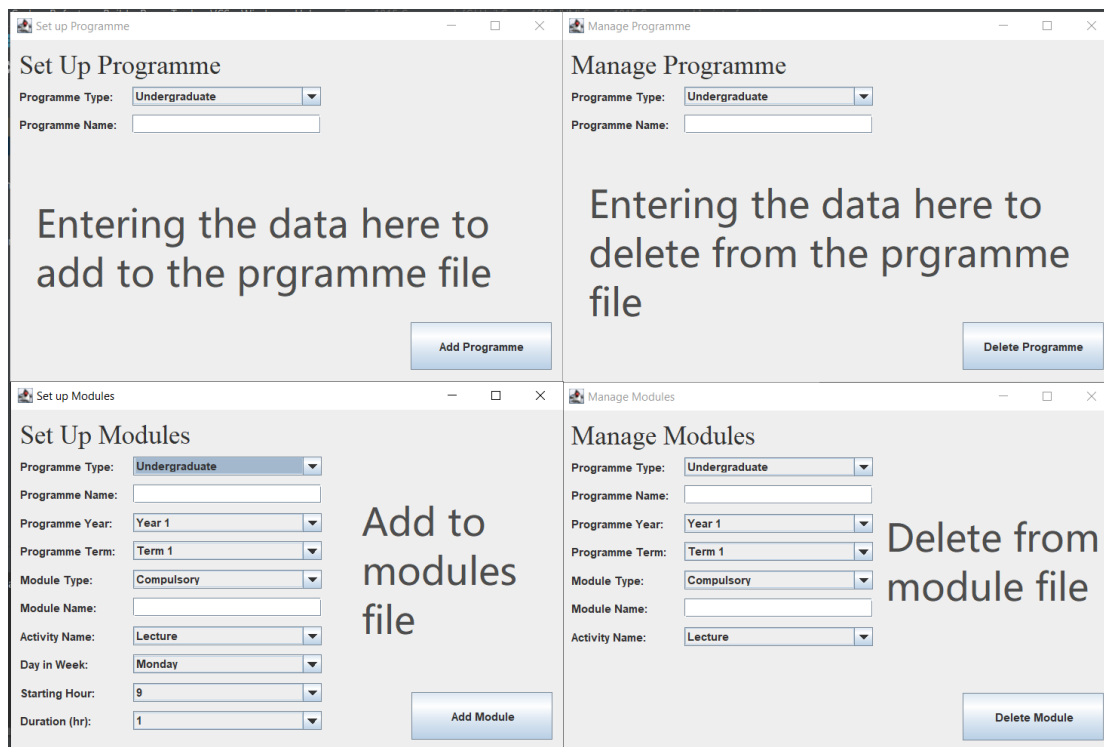 Set up Programme
Set Up Programme
Programme Type: Undergraduate
Programme Name:
Entering the data here to
add to the prgramme file
Add Programme
Manage Programme
Manage Programme
Programme Type: Undergraduate
Programme Name:
Entering the data here to
delete from the prgramme
file
Delete Programme
Set up Modules
Set Up Modules
Programme Type: Undergraduate
Programme Name:
Programme Year: Year 1
Programme Term: Term 1
Module Type: Compulsory
Module Name:
Activity Name: Lecture
Day in Week: Monday
Starting Hour: 9
Duration (hr): 1
Add to
modules
file
Add Module
Manage Modules
Manage Modules
Programme Type: Undergraduate
Programme Name:
Programme Year: Year 1
Programme Term: Term 1
Module Type: Compulsory
Module Name:
Activity Name: Lecture
Delete from
module file
Delete Module